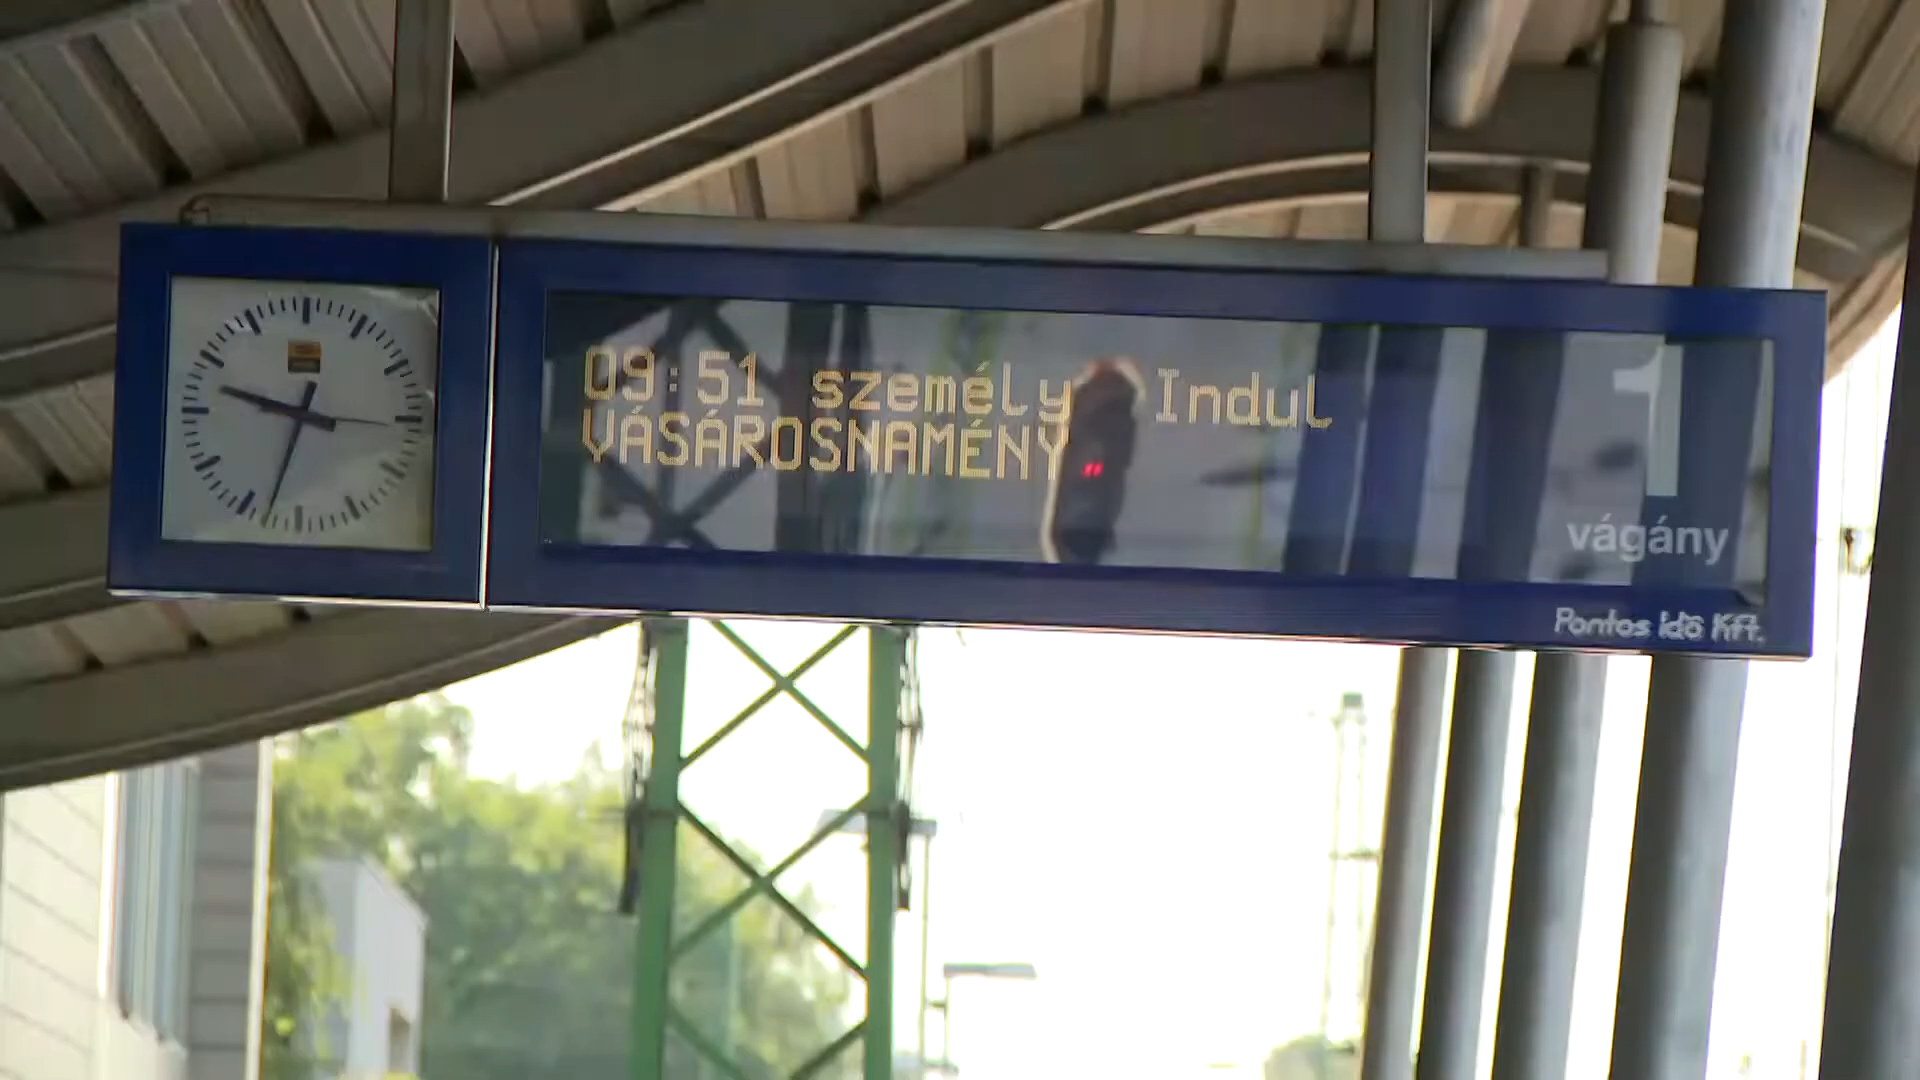 09:51 személy Indul
VÁSÁROSNAMÉNY
1
vágány
Pontos Idő Kft.